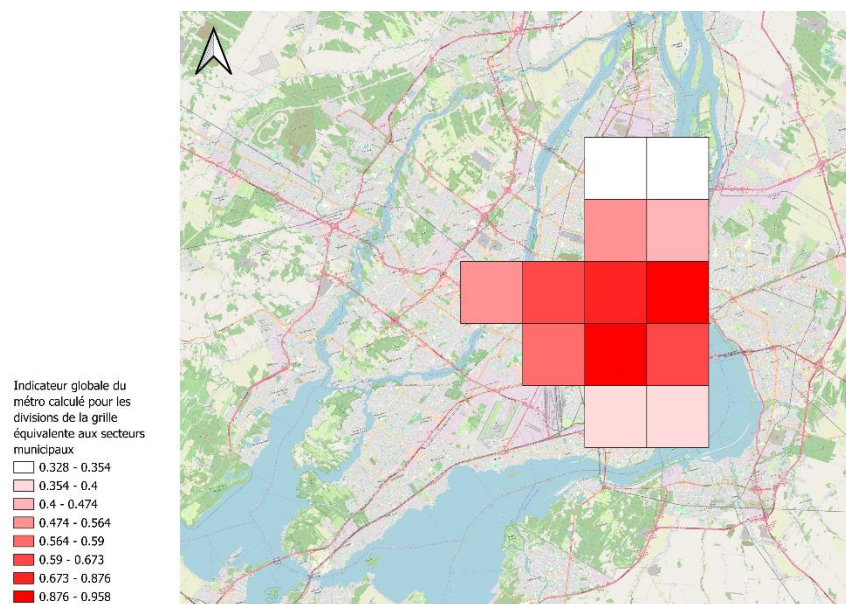 Indicateur globale du
métro calculé pour les
divisions de la grille
équivalente aux secteurs
municipaux
0.328 - 0.354
0.354 - 0.4
0.4 - 0.474
0.474 - 0.564
0.564 - 0.59
0.59 - 0.673
0.673 - 0.876
0.876 - 0.958